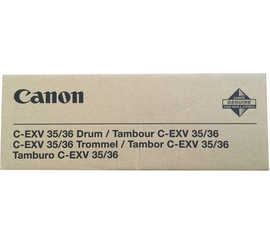 Canon
GENUINE
C-EXV 35/36 Drum / Tambour C-EXV 35/36
C-EXV 35/36 Trommel / Tambor C-EXV 35/36
Tamburo C-EXV 35/36